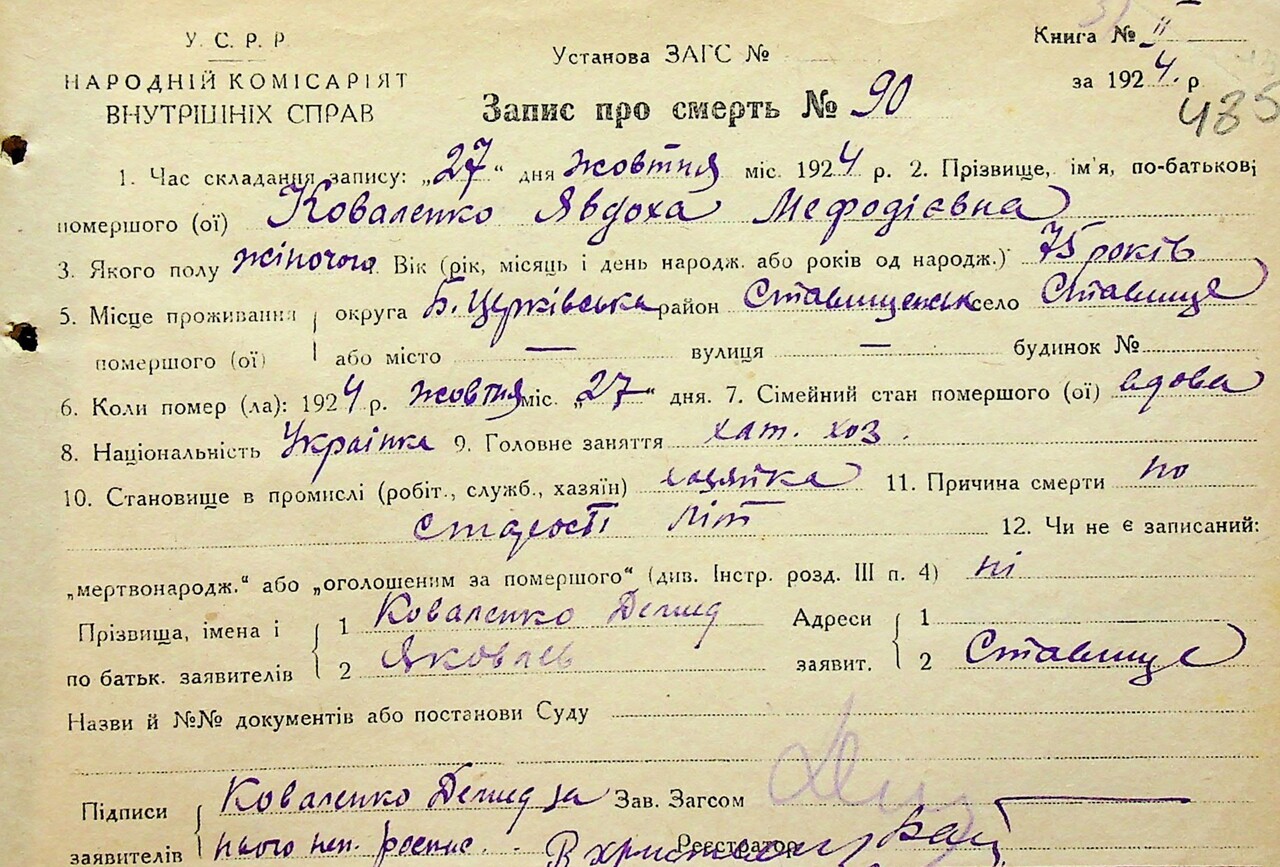 У. С. Р. Р
НАРОДНІЙ КОМІСАРІЯТ
ВНУТРІШНІХ СПРАВ
Установа ЗАГС №
Книга № II
за 1924. р
485
Запис про смерть № 90
1. Час складання запису: „27“ дня жовтня міс. 1924 р. 2. Прізвище, ім'я, по-батькові
помершого (ої) Коваленко Явдоха Мефодієвна
3. Якого полу жіночого. Вік (рік, місяць і день народж. або років од народж.) 75 років
5. Місце проживання округа Б. Церківська район Ставищенськ село Ставище
помершого (ої) або місто — вулиця — будинок №
6. Коли помер (ла): 1924 р. жовтня міс. „27“ дня. 7. Сімейний стан помершого (ої) вдова
8. Національність Українка 9. Головне заняття хат. хоз.
10. Становище в промислі (робіт., служб., хазяїн) хазяйка 11. Причина смерти по
старості літ 12. Чи не є записаний:
„мертвонародж.“ або „оголошеним за помершого“ (див. Інстр. розд. III п. 4) ні
Прізвища, імена і 1 Коваленко Демид Адреси 1
по батьк. заявителів 2 Яковлев заявит. 2 Ставище
Назви й №№ документів або постанови Суду
Підписи Коваленко Демид за Зав. Загсом
заявителів нього неп. роспис. Реєстратор